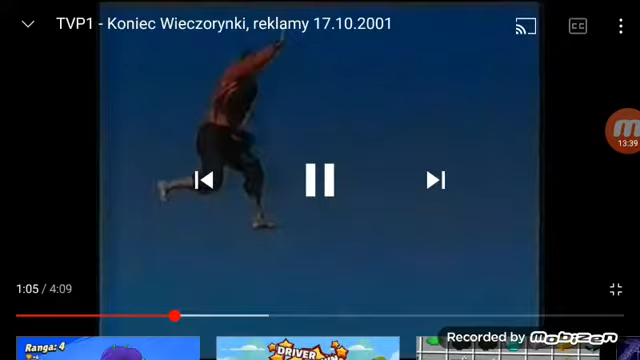 TVP1 - Koniec Wieczorynki, reklamy 17.10.2001
CC
13:39
1:05 / 4:09
Ranga: 4
DRIVER
Recorded by mobizen